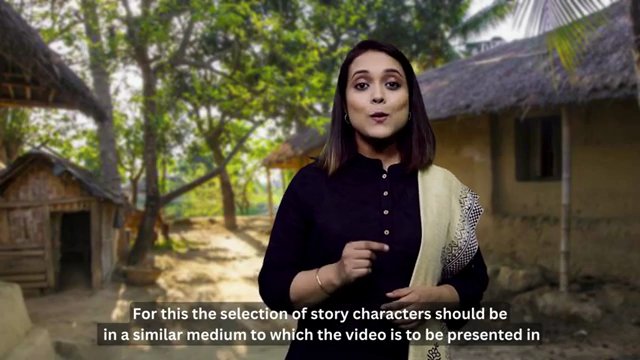 For this the selection of story characters should be
in a similar medium to which the video is to be presented in